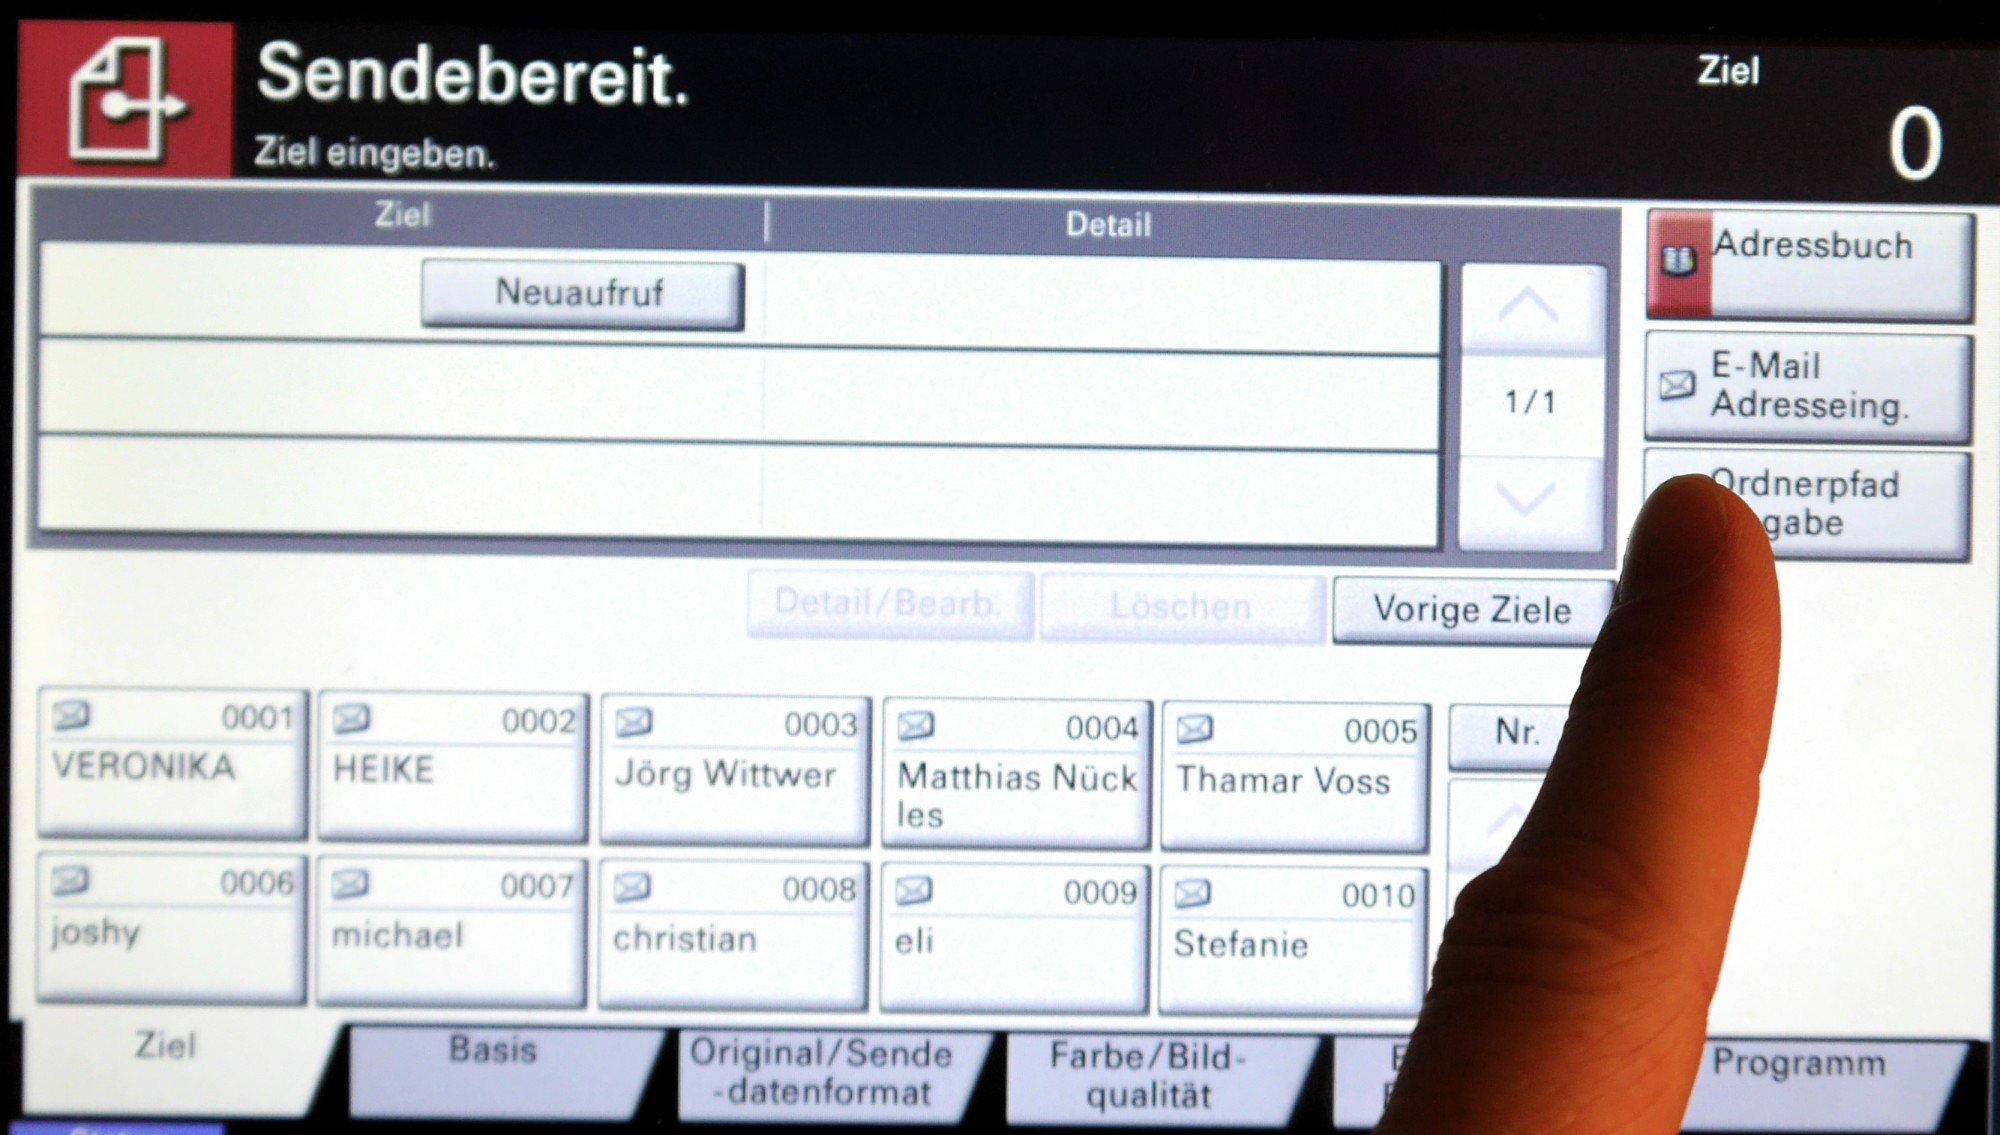 Sendebereit.
Ziel eingeben.
Ziel
0
Ziel
Detail
Neuaufruf
1/1
Adressbuch
E-Mail
Adresseing.
Ordnerpfad
gabe
Detail/Bearb.
Löschen
Vorige Ziele
0001
VERONIKA
0002
HEIKE
0003
Jörg Wittwer
0004
Matthias Nück
les
0005
Thamar Voss
Nr.
0006
joshy
0007
michael
0008
christian
0009
eli
0010
Stefanie
Ziel
Basis
Original/Sende
-datenformat
Farbe/Bild-
qualität
Programm